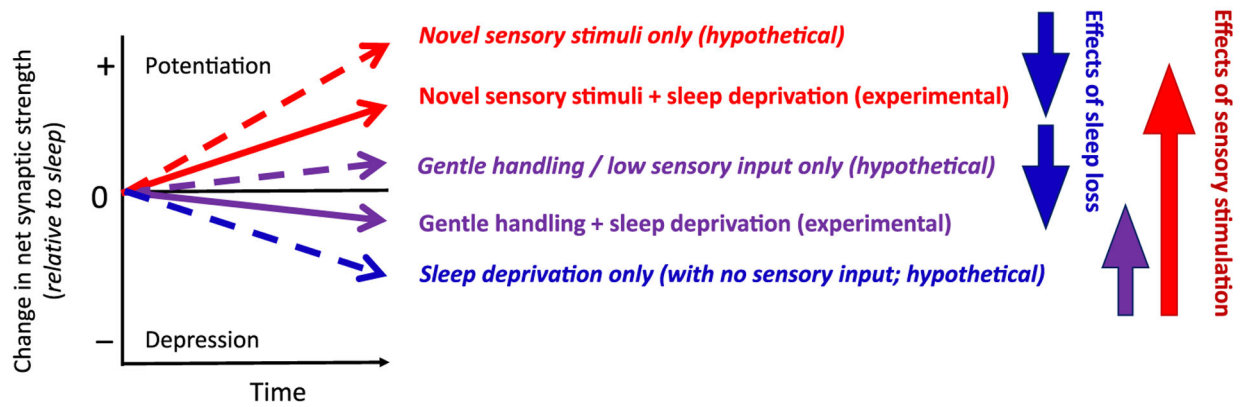 Change in net synaptic strength
(relative to sleep)
+
0
–
Potentiation
Depression
Time
Novel sensory stimuli only (hypothetical)
Novel sensory stimuli + sleep deprivation (experimental)
Gentle handling / low sensory input only (hypothetical)
Gentle handling + sleep deprivation (experimental)
Sleep deprivation only (with no sensory input; hypothetical)
Effects of sleep loss
Effects of sensory stimulation